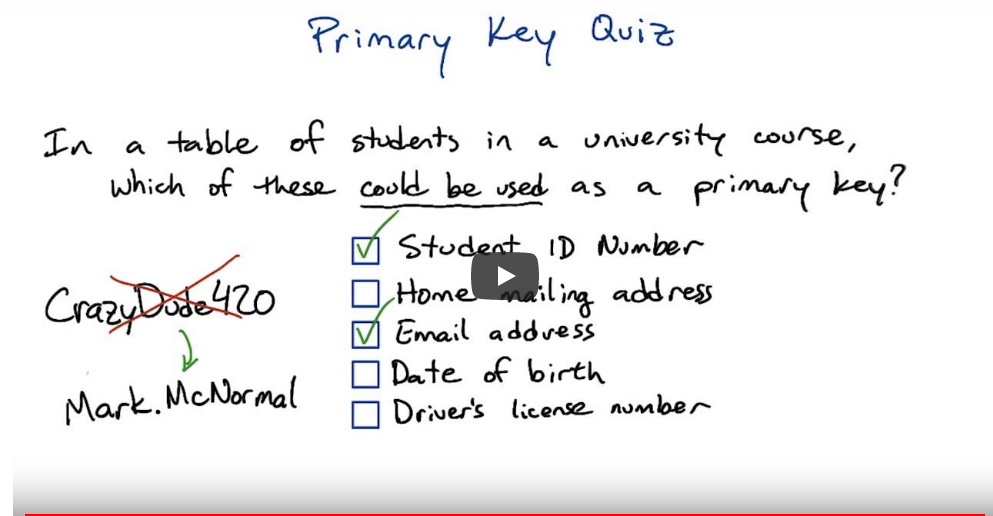 Primary Key Quiz
In a table of students in a university course,
which of these could be used as a primary key?
Student ID Number
Home mailing address
Email address
Date of birth
Driver's license number
CrazyDude420
Mark.McNormal